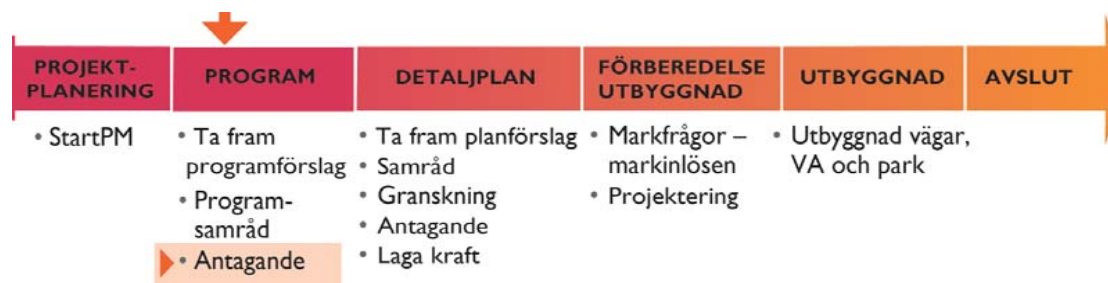 PROJEKT-
PLANERING
PROGRAM
DETALJPLAN
FÖRBEREDELSE
UTBYGGNAD
UTBYGGNAD
AVSLUT
• StartPM
• Ta fram
programförslag
• Program-
samråd
• Antagande
• Ta fram planförslag
• Samråd
• Granskning
• Antagande
• Laga kraft
• Markfrågor –
markinlösen
• Projektering
• Utbyggnad vägar,
VA och park